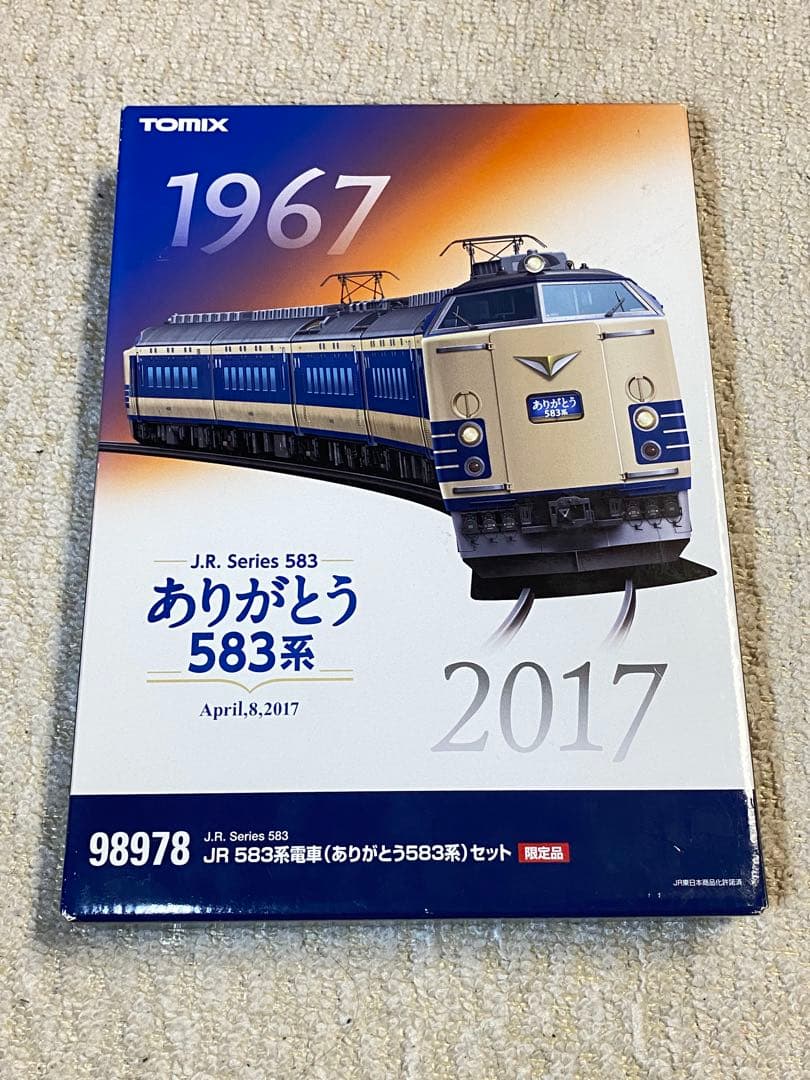 TOMIX
1967
ありがとう
583系
J.R. Series 583
ありがとう
583系
April,8,2017
2017
98978
J.R. Series 583
JR 583系電車(ありがとう583系)セット 限定品
JR東日本商品化許諾済